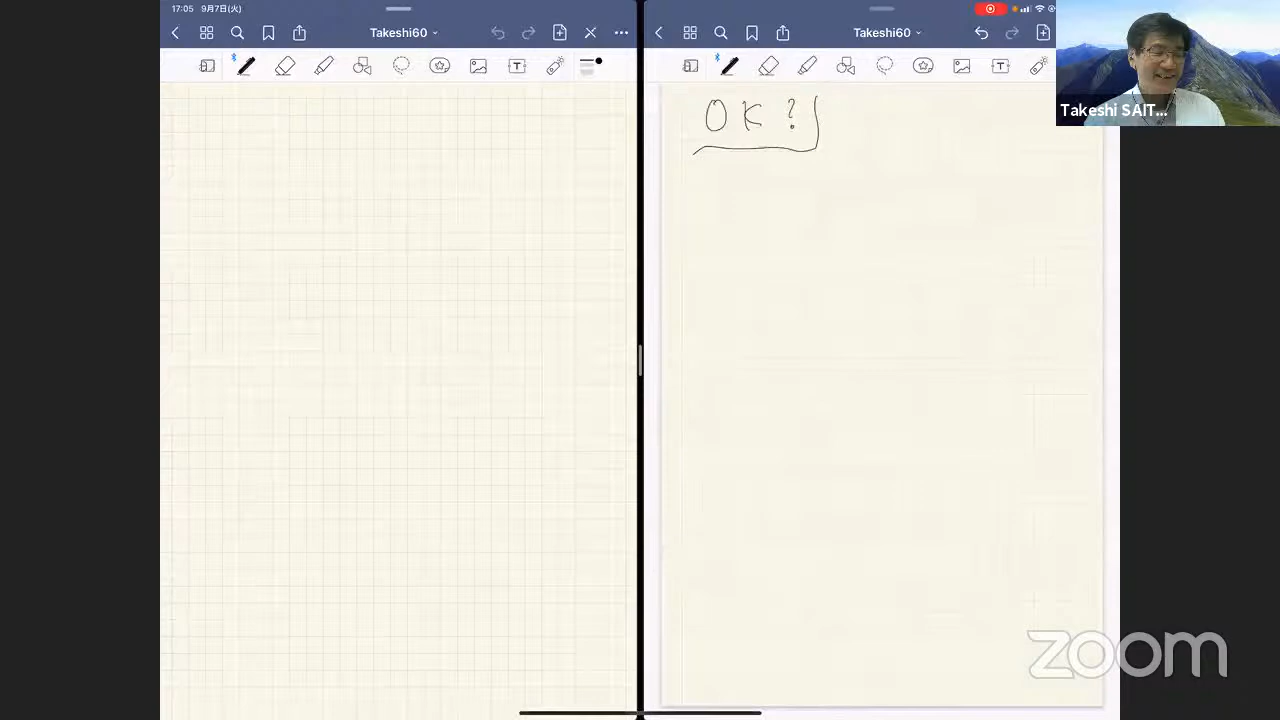 17:05 9月7日(火)
Takeshi60
Takeshi60
OK?
Takeshi SAIT...
zoom